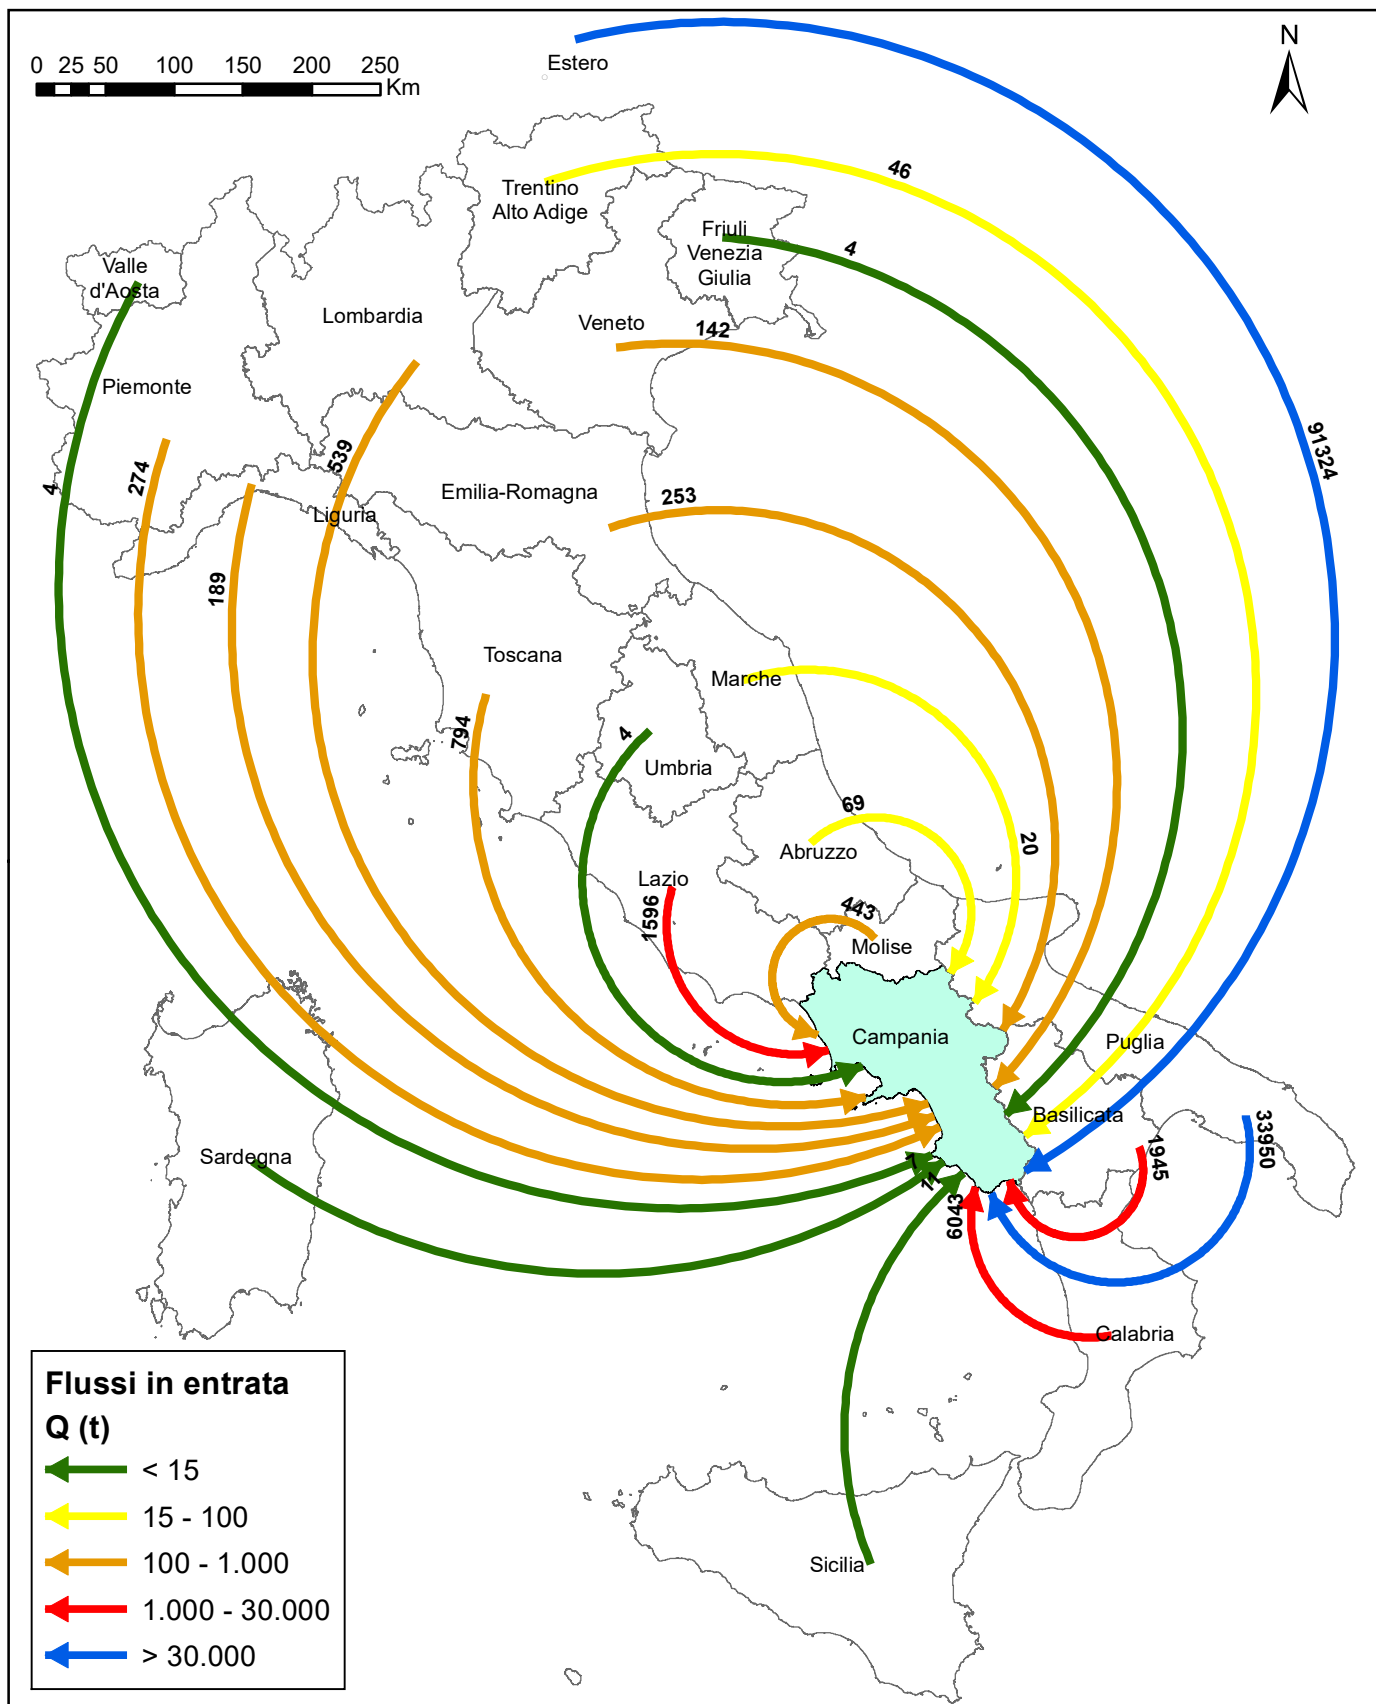 0 25 50 100 150 200 250
Km
N
Estero
46
Trentino
Alto Adige
Friuli
Venezia
Giulia
4
Valle
d'Aosta
Lombardia
Veneto
142
Piemonte
91324
4
274
539
Emilia-Romagna
253
Liguria
189
Toscana
Marche
794
4
Umbria
69
20
Abruzzo
Lazio
1596
443
Molise
Campania
Puglia
Basilicata
33950
1945
Sardegna
7
11
6043
Calabria
Sicilia
Flussi in entrata
Q (t)
< 15
15 - 100
100 - 1.000
1.000 - 30.000
> 30.000